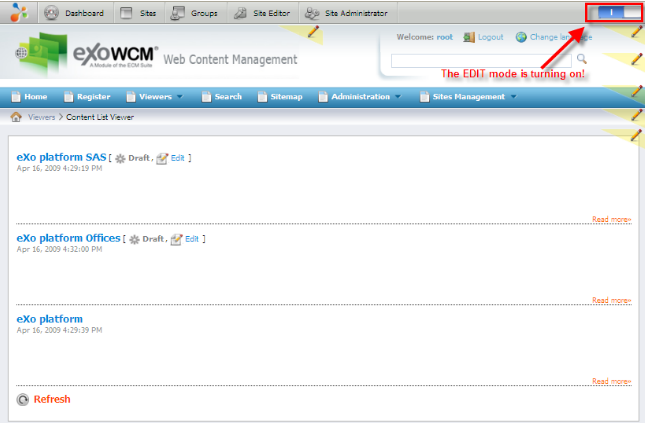 Dashboard Sites Groups Site Editor Site Administrator
Welcome: root Logout Change language
eXoWCM Web Content Management
A Module of the ECM Suite
The EDIT mode is turning on!
Home Register Viewers Search Sitemap Administration Sites Management
Viewers > Content List Viewer
eXo platform SAS [ Draft, Edit ]
Apr 16, 2009 4:29:19 PM
Read more»
eXo platform Offices [ Draft, Edit ]
Apr 16, 2009 4:32:00 PM
Read more»
eXo platform
Apr 16, 2009 4:29:39 PM
Read more»
Refresh